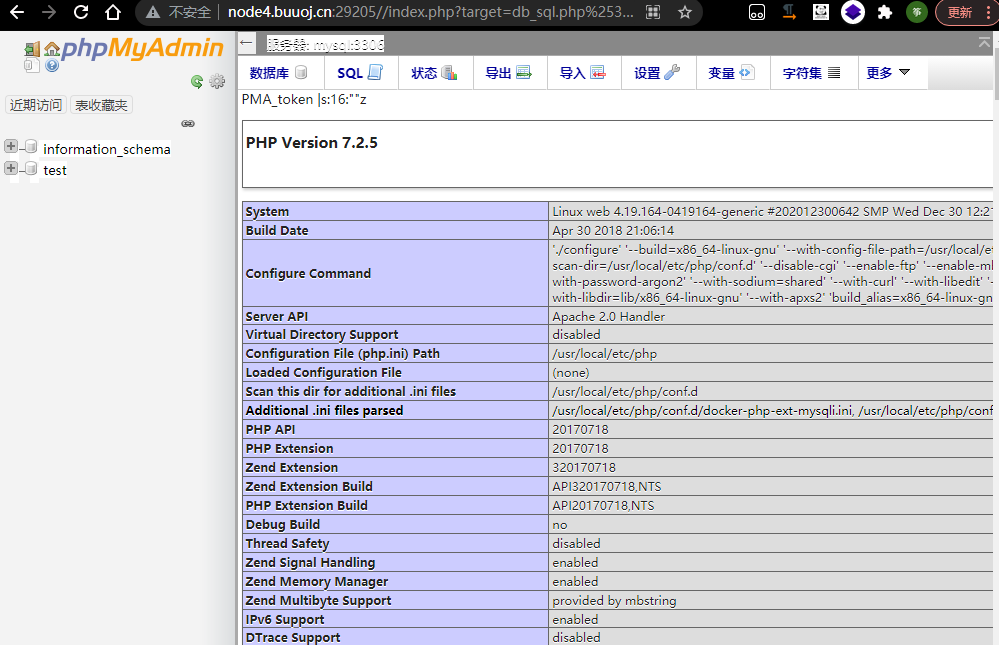 不安全 node4.buuoj.cn:29205//index.php?target=db_sql.php%253... 筝 更新
phpMyAdmin
近期访问 表收藏夹
information_schema
test
服务器: mysql:3306
数据库 SQL 状态 导出 导入 设置 变量 字符集 更多
PMA_token |s:16:""z
PHP Version 7.2.5
System Linux web 4.19.164-0419164-generic #202012300642 SMP Wed Dec 30 12:2
Build Date Apr 30 2018 21:06:14
Configure Command './configure' '--build=x86_64-linux-gnu' '--with-config-file-path=/usr/local/et
scan-dir=/usr/local/etc/php/conf.d' '--disable-cgi' '--enable-ftp' '--enable-mb
with-password-argon2' '--with-sodium=shared' '--with-curl' '--with-libedit' '-
with-libdir=lib/x86_64-linux-gnu' '--with-apxs2' 'build_alias=x86_64-linux-gn
Server API Apache 2.0 Handler
Virtual Directory Support disabled
Configuration File (php.ini) Path /usr/local/etc/php
Loaded Configuration File (none)
Scan this dir for additional .ini files /usr/local/etc/php/conf.d
Additional .ini files parsed /usr/local/etc/php/conf.d/docker-php-ext-mysqli.ini, /usr/local/etc/php/conf
PHP API 20170718
PHP Extension 20170718
Zend Extension 320170718
Zend Extension Build API320170718,NTS
PHP Extension Build API20170718,NTS
Debug Build no
Thread Safety disabled
Zend Signal Handling enabled
Zend Memory Manager enabled
Zend Multibyte Support provided by mbstring
IPv6 Support enabled
DTrace Support disabled